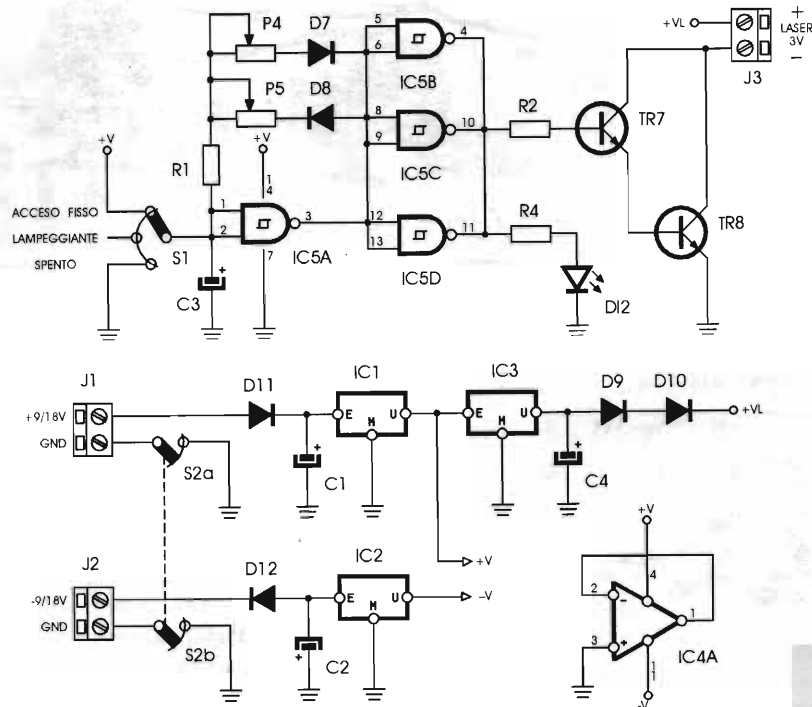 P4 D7
5 4
6
IC5B
+VL
+
LASER
3V
−
J3
P5 D8
8 10
9
IC5C
R2
TR7
R1
+V
+V
1
4
ACCESO FISSO
LAMPEGGIANTE
SPENTO
S1
1
2
3
7
IC5A
C3
+
12
13
11
IC5D
R4
DI2
TR8
J1
+9/18V
GND
S2a
D11
C1
+
IC1
E U
M
IC3
E U
M
C4
+
D9 D10
+VL
+V
J2
-9/18V
GND
S2b
D12
C2
+
IC2
E U
M
−V
+V
2
−
4
3
+
1
11
IC4A
-V